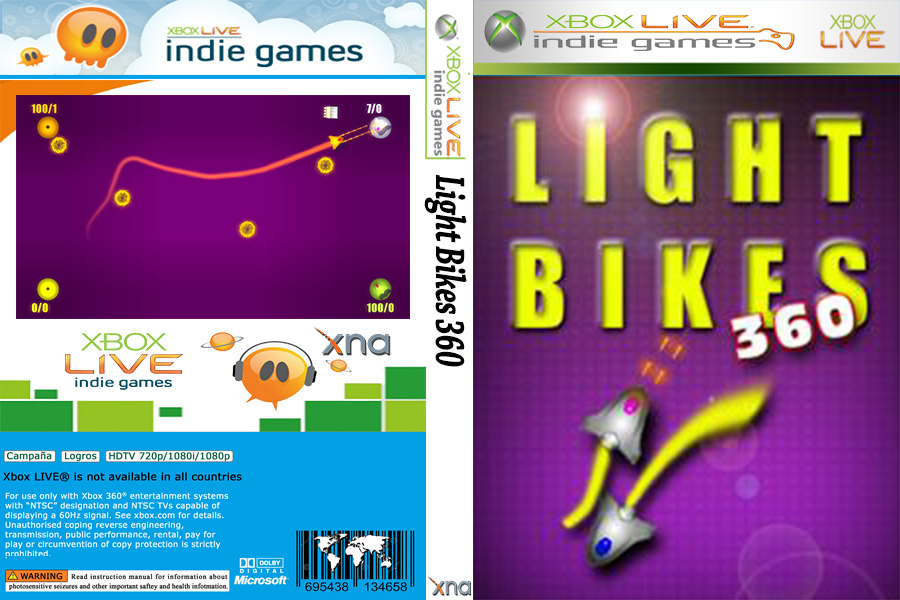 XBOX LIVE
indie games
100/1
7/0
0/0
100/0
XBOX
LIVE
indie games
xna
Campaña
Logros
HDTV 720p/1080i/1080p
Xbox LIVE® is not available in all countries
For use only with Xbox 360® entertainment systems
with "NTSC" designation and NTSC TVs capable of
displaying a 60Hz signal. See xbox.com for details.
Unauthorised coping reverse engineering,
transmission, public performance, rental, pay for
play or circumvention of copy protection is strictly
prohibited.
WARNING Read instruction manual for information about
photosensitive seizures and other important saftey and health infotmation.
DOLBY
DIGITAL
Microsoft
695438 134658
XBOX LIVE
indie games
Light Bikes 360
xna
XBOX LIVE
indie games
XBOX
LIVE
LIGHT
BIKES
360